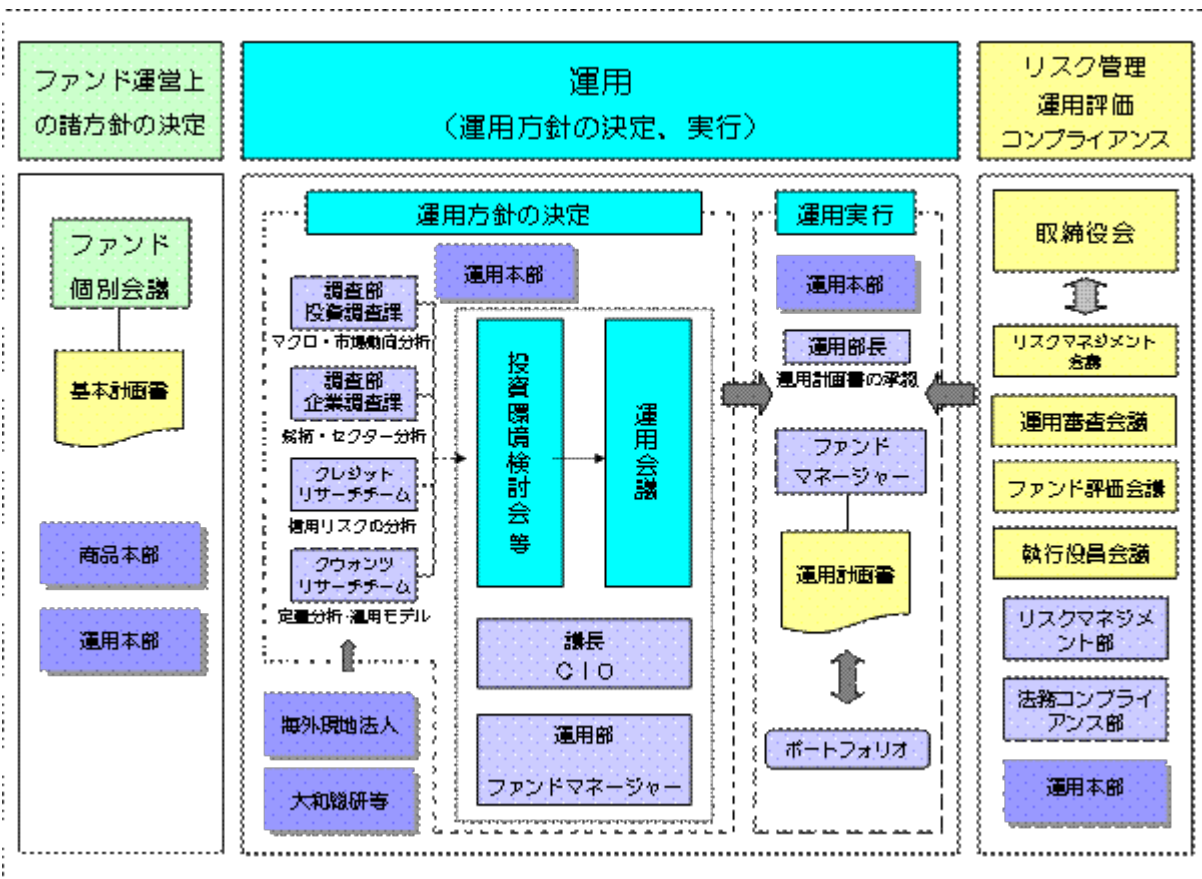 ファンド運営上
の諸方針の決定
ファンド
個別会議
基本計画書
商品本部
運用本部
運用
（運用方針の決定、実行）
運用方針の決定
運用本部
調査部
投資調査課
マクロ・市場動向分析
調査部
企業調査課
銘柄・セクター分析
クレジット
リサーチチーム
信用リスクの分析
クウォンツ
リサーチチーム
定量分析・運用モデル
海外現地法人
大和総研等
投資環境検討会 等
運用会議
議長
CIO
運用部
ファンドマネージャー
運用実行
運用本部
運用部長
運用計画書の承認
ファンド
マネージャー
運用計画書
ポートフォリオ
リスク管理
運用評価
コンプライアンス
取締役会
リスクマネジメント
会議
運用審査会議
ファンド評価会議
執行役員会議
リスクマネジメ
ント部
法務コンプライ
アンス部
運用本部